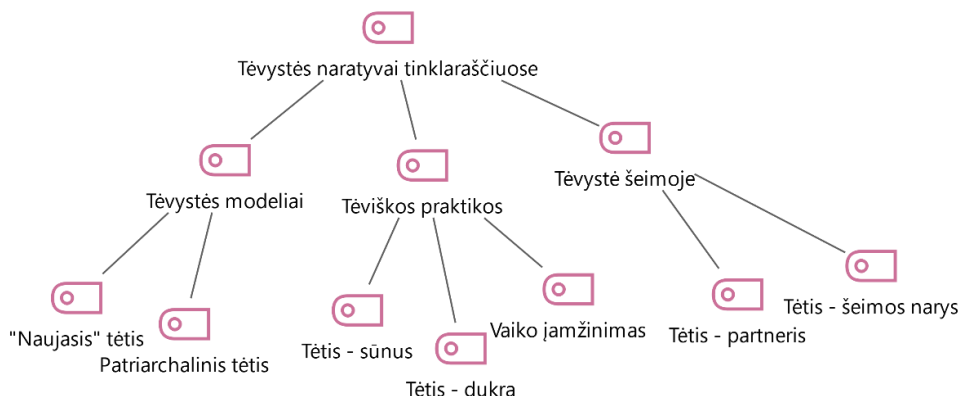 Tėvystės naratyvai tinklaraščiuose
Tėvystės modeliai
Tėviškos praktikos
Tėvystė šeimoje
"Naujasis" tėtis
Patriarchalinis tėtis
Tėtis - sūnus
Tėtis - dukra
Vaiko įamžinimas
Tėtis - partneris
Tėtis - šeimos narys